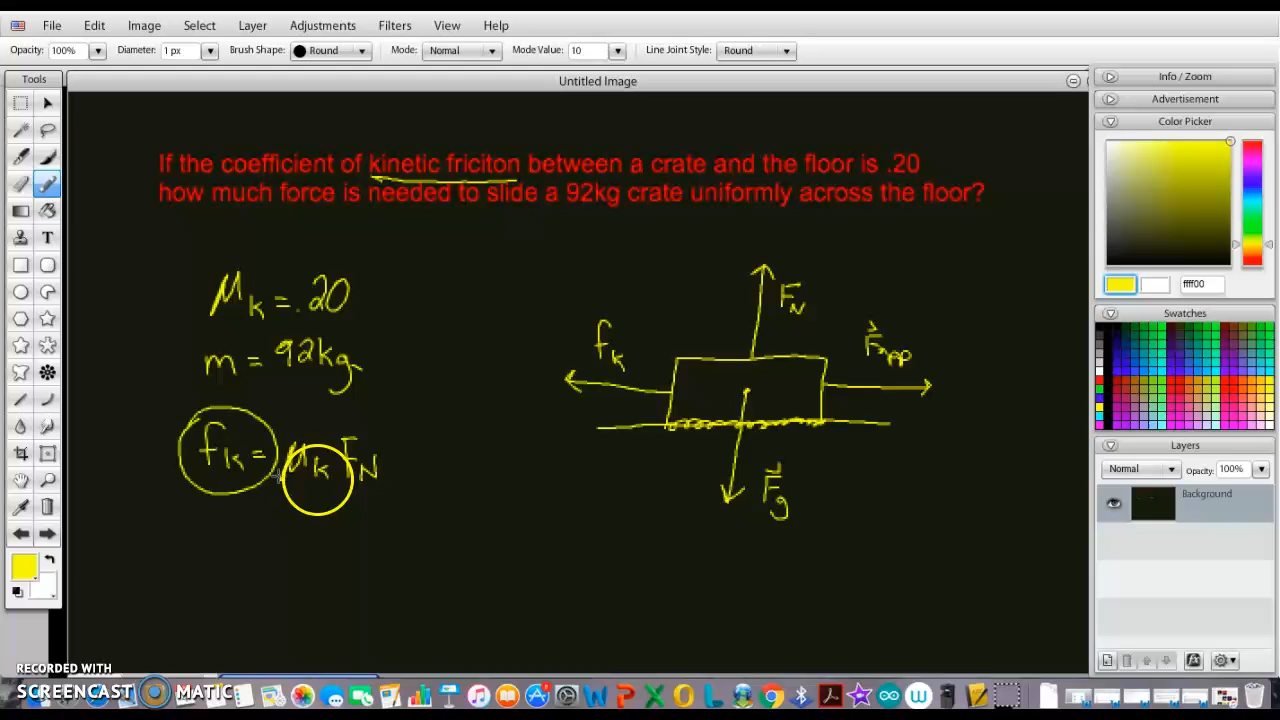 File Edit Image Select Layer Adjustments Filters View Help
Opacity: 100% Diameter: 1 px Brush Shape: Round Mode: Normal Mode Value: 10 Line Joint Style: Round
Tools
Untitled Image
Info / Zoom
Advertisement
Color Picker
ffff00
Swatches
Layers
Normal Opacity: 100%
Background
If the coefficient of kinetic friciton between a crate and the floor is .20
how much force is needed to slide a 92kg crate uniformly across the floor?
μk = .20
m = 92kg
fk = μk FN
FN
fk
FApp
Fg
RECORDED WITH
SCREENCAST MATIC